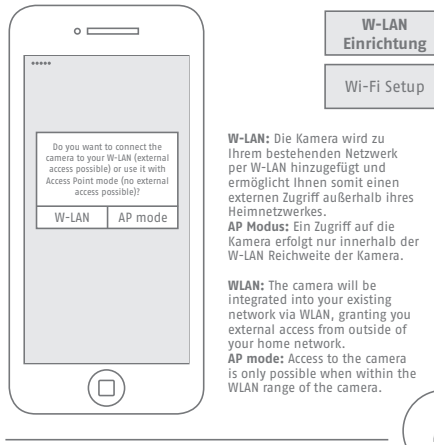 W-LAN
Einrichtung
Wi-Fi Setup
•••••
Do you want to connect the
camera to your W-LAN (external
access possible) or use it with
Access Point mode (no external
access possible)?
W-LAN AP mode
W-LAN: Die Kamera wird zu
Ihrem bestehenden Netzwerk
per W-LAN hinzugefügt und
ermöglicht Ihnen somit einen
externen Zugriff außerhalb ihres
Heimnetzwerkes.
AP Modus: Ein Zugriff auf die
Kamera erfolgt nur innerhalb der
W-LAN Reichweite der Kamera.
WLAN: The camera will be
integrated into your existing
network via WLAN, granting you
external access from outside of
your home network.
AP mode: Access to the camera
is only possible when within the
WLAN range of the camera.